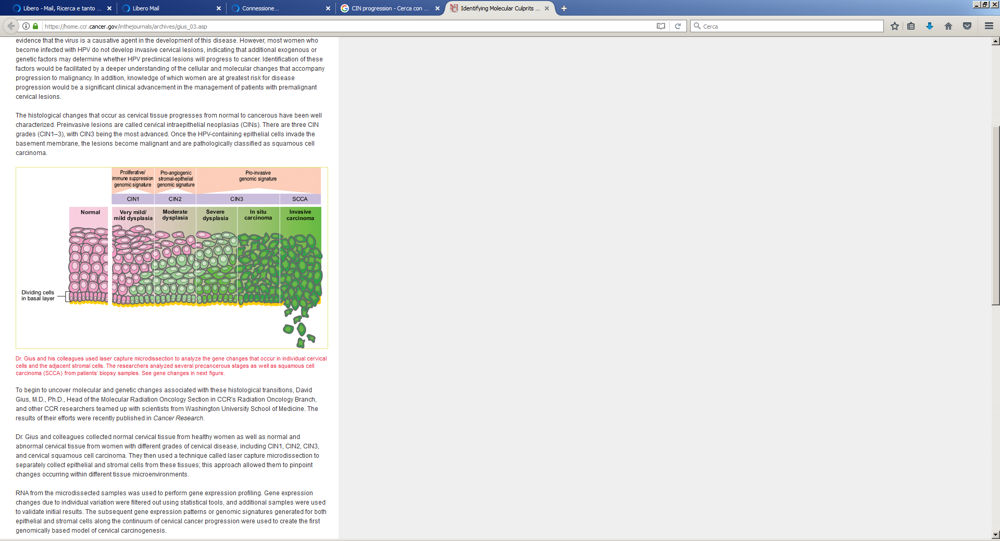 Libero - Mail, Ricerca e tanto ...
Libero Mail
Connessione...
CIN progression - Cerca con ...
Identifying Molecular Culprits ...
https://home.ccr.cancer.gov/inthejournals/archives/gius_03.asp
Cerca
evidence that the virus is a causative agent in the development of this disease. However, most women who
become infected with HPV do not develop invasive cervical lesions, indicating that additional exogenous or
genetic factors may determine whether HPV preclinical lesions will progress to cancer. Identification of these
factors would be facilitated by a deeper understanding of the cellular and molecular changes that accompany
progression to malignancy. In addition, knowledge of which women are at greatest risk for disease
progression would be a significant clinical advancement in the management of patients with premalignant
cervical lesions.
The histological changes that occur as cervical tissue progresses from normal to cancerous have been well
characterized. Preinvasive lesions are called cervical intraepithelial neoplasias (CINs). There are three CIN
grades (CIN1–3), with CIN3 being the most advanced. Once the HPV-containing epithelial cells invade the
basement membrane, the lesions become malignant and are pathologically classified as squamous cell
carcinoma.
Proliferative/
immune suppression
genomic signature
Pro-angiogenic
stromal-epithelial
genomic signature
Pro-invasive
genomic signature
CIN1
CIN2
CIN3
SCCA
Normal
Very mild/
mild dysplasia
Moderate
dysplasia
Severe
dysplasia
In situ
carcinoma
Invasive
carcinoma
Dividing cells
in basal layer
Dr. Gius and his colleagues used laser capture microdissection to analyze the gene changes that occur in individual cervical
cells and the adjacent stromal cells. The researchers analyzed several precancerous stages as well as squamous cell
carcinoma (SCCA) from patients' biopsy samples. See gene changes in next figure.
To begin to uncover molecular and genetic changes associated with these histological transitions, David
Gius, M.D., Ph.D., Head of the Molecular Radiation Oncology Section in CCR's Radiation Oncology Branch,
and other CCR researchers teamed up with scientists from Washington University School of Medicine. The
results of their efforts were recently published in Cancer Research.
Dr. Gius and colleagues collected normal cervical tissue from healthy women as well as normal and
abnormal cervical tissue from women with different grades of cervical disease, including CIN1, CIN2, CIN3,
and cervical squamous cell carcinoma. They then used a technique called laser capture microdissection to
separately collect epithelial and stromal cells from these tissues; this approach allowed them to pinpoint
changes occurring within different tissue microenvironments.
RNA from the microdissected samples was used to perform gene expression profiling. Gene expression
changes due to individual variation were filtered out using statistical tools, and additional samples were used
to validate initial results. The subsequent gene expression patterns or genomic signatures generated for both
epithelial and stromal cells along the continuum of cervical cancer progression were used to create the first
genomically based model of cervical carcinogenesis.